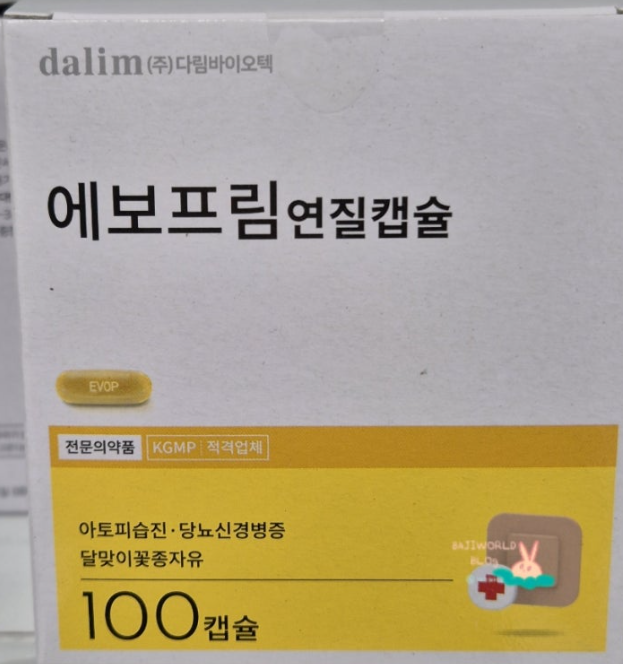 dalim (주)다림바이오텍
에보프림연질캡슐
EVOP
전문의약품 KGMP 적격업체
아토피습진·당뇨신경병증
달맞이꽃종자유
BAJIWORLD
BLOG
100캡슐